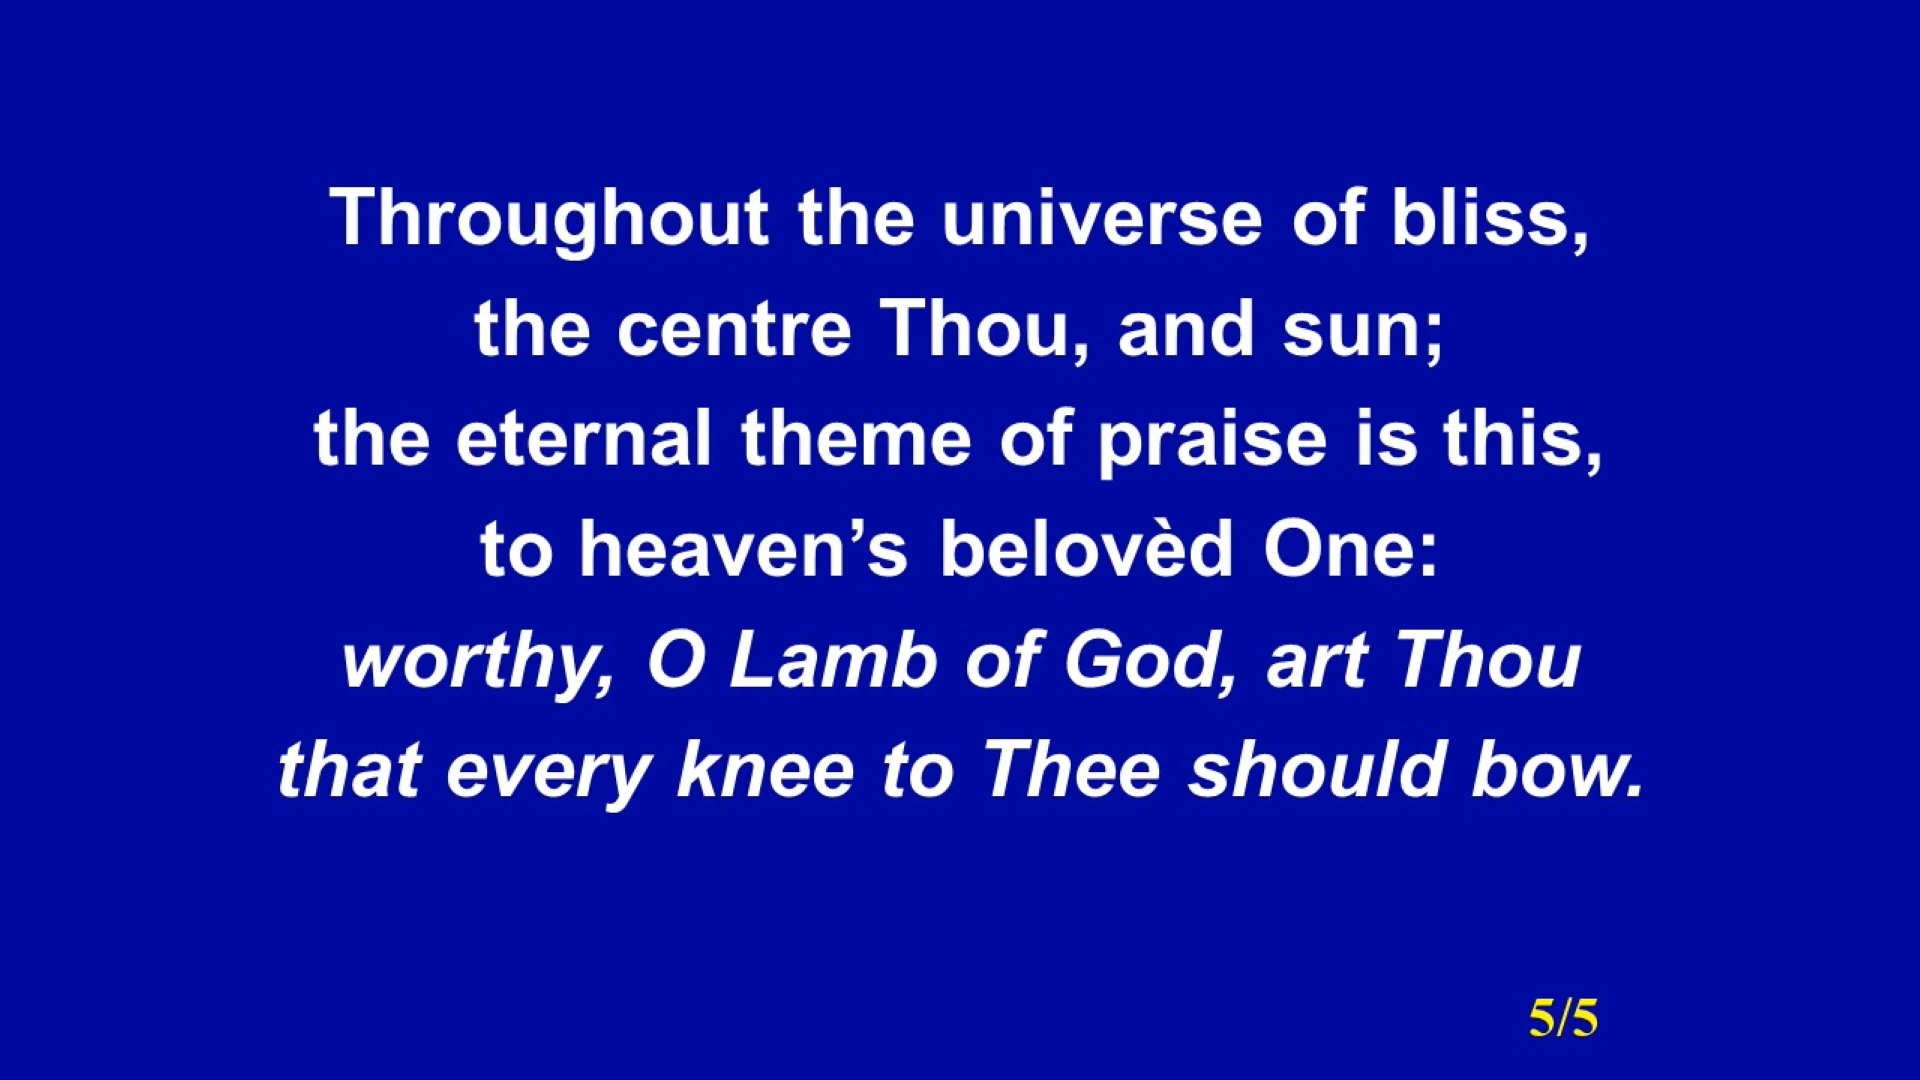 Throughout the universe of bliss,
the centre Thou, and sun;
the eternal theme of praise is this,
to heaven’s belovèd One:
worthy, O Lamb of God, art Thou
that every knee to Thee should bow.
5/5